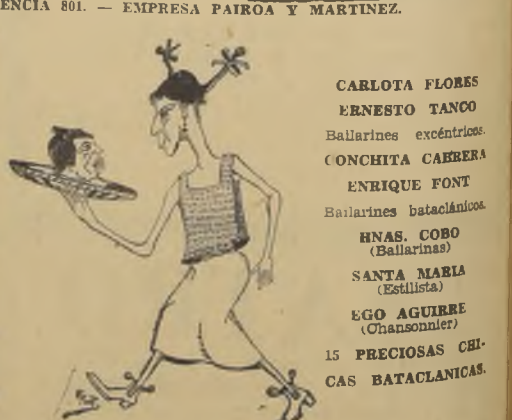 ENCIA 801. — EMPRESA PAIROA Y MARTINEZ.
CARLOTA FLORES
ERNESTO TANCO
Bailarines excéntricos.
CONCHITA CABRERA
ENRIQUE FONT
Bailarines bataclánicos.
HNAS. COBO
(Bailarinas)
SANTA MARIA
(Estilista)
EGO AGUIRRE
(Chansonnier)
15 PRECIOSAS CHI-
CAS BATACLANICAS.